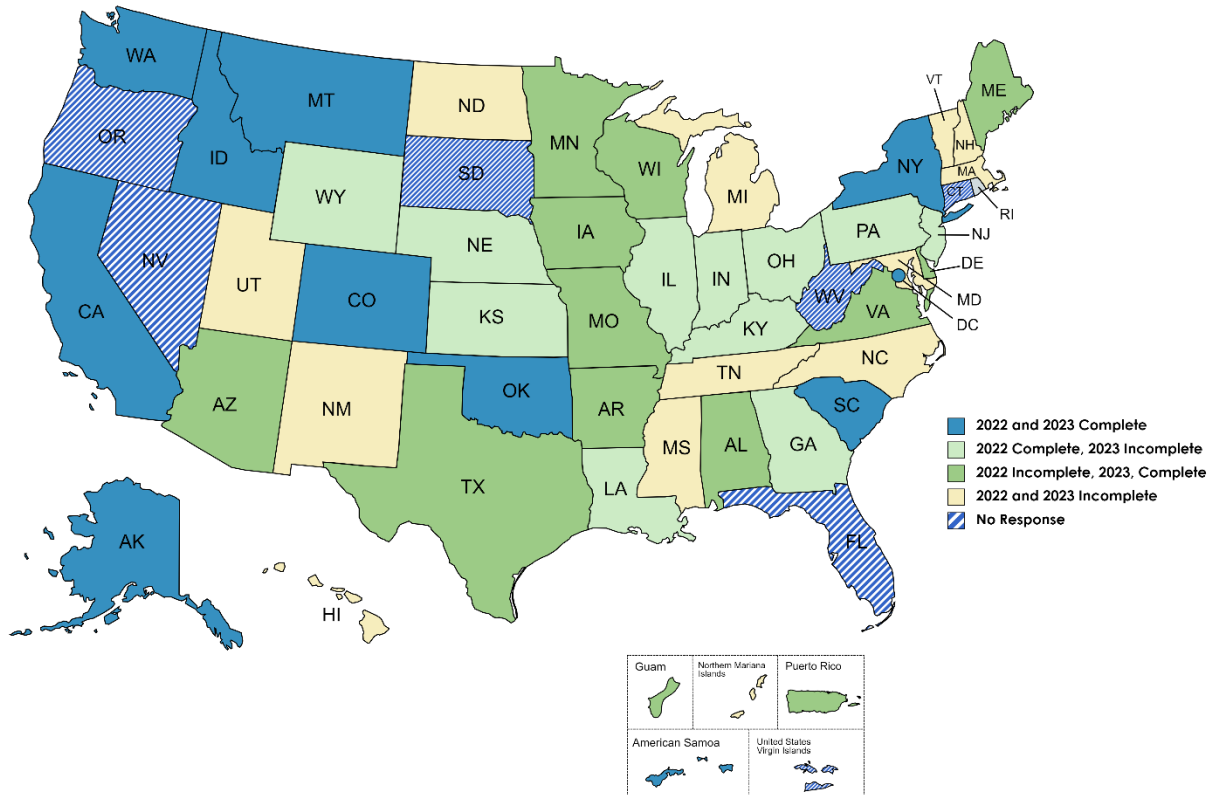 WA
MT
ND
MN
VT
ME
OR
ID
SD
WI
NY
NH
MA
WY
MI
CT
RI
NE
IA
PA
NJ
NV
UT
CO
IL
IN
OH
DE
CA
KS
MO
WV
VA
MD
KY
DC
AZ
NM
OK
AR
TN
NC
SC
TX
LA
MS
AL
GA
FL
2022 and 2023 Complete
2022 Complete, 2023 Incomplete
2022 Incomplete, 2023, Complete
2022 and 2023 Incomplete
No Response
AK
HI
Guam
Northern Mariana
Islands
Puerto Rico
American Samoa
United States
Virgin Islands